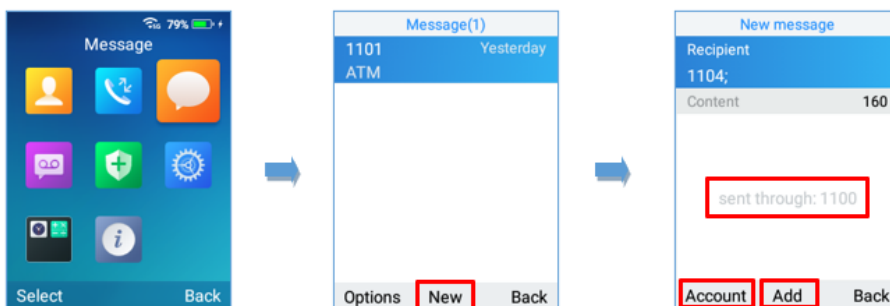 79%
Message
Select Back
Message(1)
1101 Yesterday
ATM
Options New Back
New message
Recipient
1104;
Content 160
sent through: 1100
Account Add Back